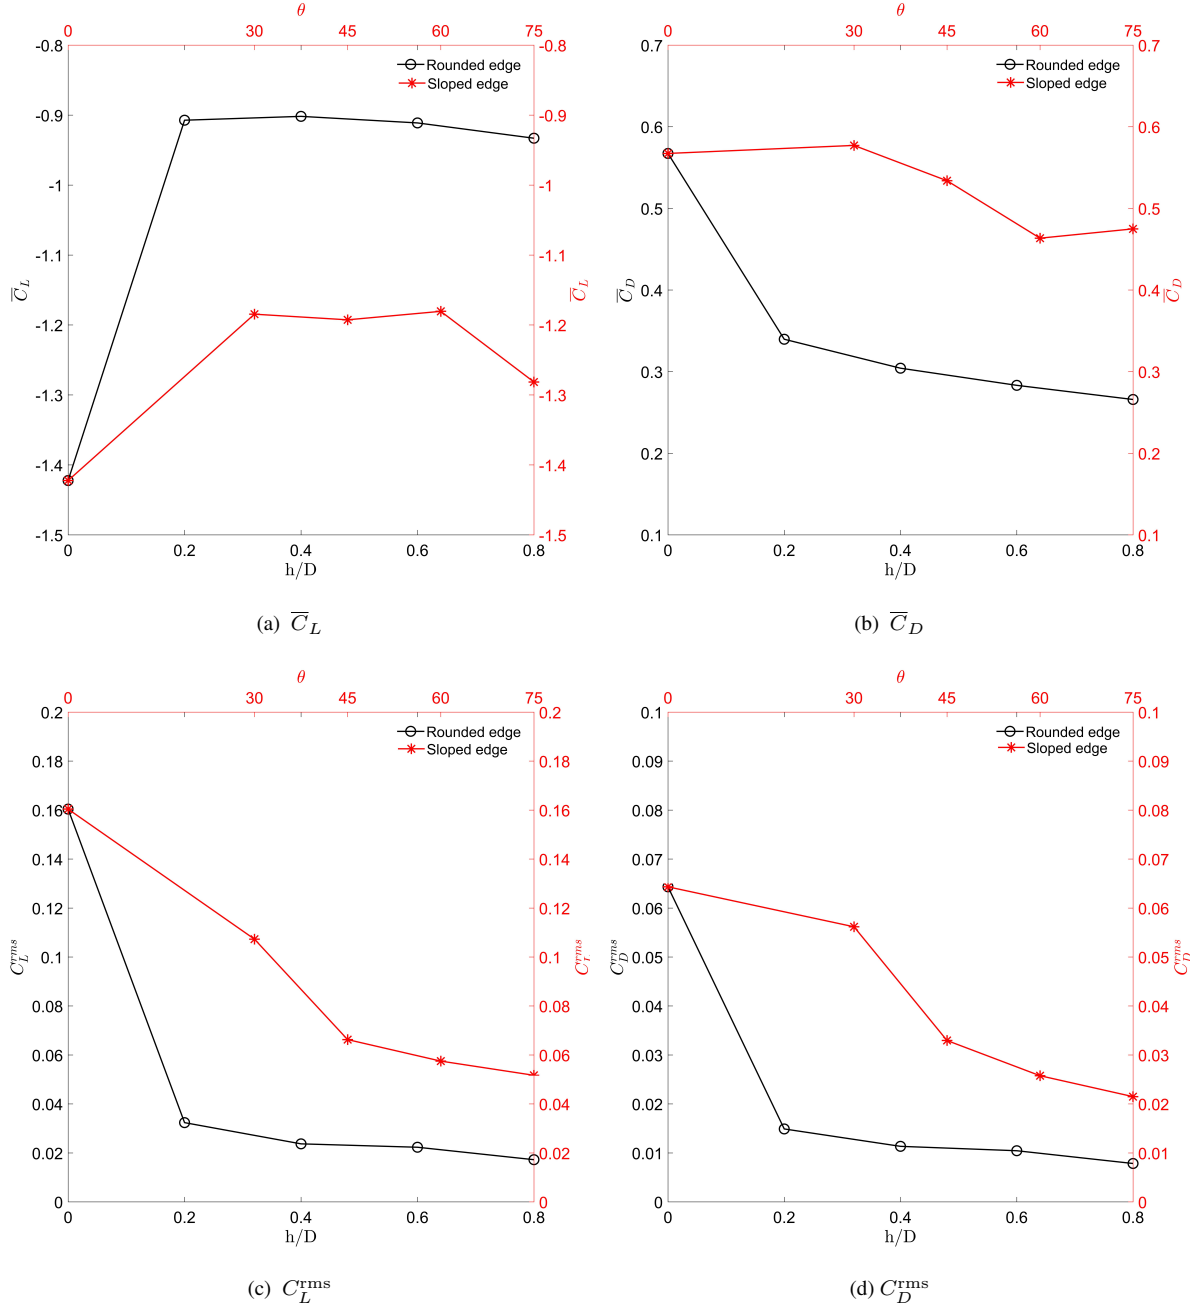 θ
0 30 45 60 75
-0.8 -0.8
Rounded edge
Sloped edge
-0.9 -0.9
-1 -1
-1.1 -1.1
C̅_L C̅_L
-1.2 -1.2
-1.3 -1.3
-1.4 -1.4
-1.5 -1.5
0 0.2 0.4 0.6 0.8
h/D
(a) C̅_L
θ
0 30 45 60 75
0.7 0.7
Rounded edge
Sloped edge
0.6 0.6
0.5 0.5
0.4 0.4
C̅_D C̅_D
0.3 0.3
0.2 0.2
0.1 0.1
0 0.2 0.4 0.6 0.8
h/D
(b) C̅_D
θ
0 30 45 60 75
0.2 0.2
Rounded edge
Sloped edge
0.18 0.18
0.16 0.16
0.14 0.14
0.12 0.12
0.1 0.1
C_L^rms C_L^rms
0.08 0.08
0.06 0.06
0.04 0.04
0.02 0.02
0 0
0 0.2 0.4 0.6 0.8
h/D
(c) C_L^rms
θ
0 30 45 60 75
0.1 0.1
Rounded edge
Sloped edge
0.09 0.09
0.08 0.08
0.07 0.07
0.06 0.06
0.05 0.05
C_D^rms C_D^rms
0.04 0.04
0.03 0.03
0.02 0.02
0.01 0.01
0 0
0 0.2 0.4 0.6 0.8
h/D
(d) C_D^rms